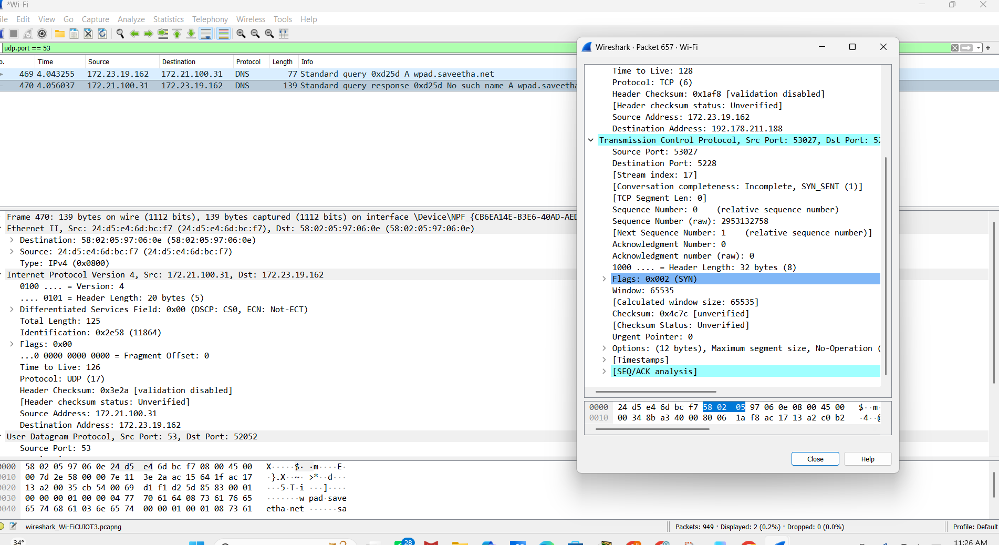 *Wi-Fi
ile Edit View Go Capture Analyze Statistics Telephony Wireless Tools Help
udp.port == 53
o. Time Source Destination Protocol Length Info
469 4.043255 172.23.19.162 172.21.100.31 DNS 77 Standard query 0xd25d A wpad.saveetha.net
470 4.056037 172.21.100.31 172.23.19.162 DNS 139 Standard query response 0xd25d No such name A wpad.saveetha
Frame 470: 139 bytes on wire (1112 bits), 139 bytes captured (1112 bits) on interface \Device\NPF_{CB6EA14E-B3E6-40AD-AED
Ethernet II, Src: 24:d5:e4:6d:bc:f7 (24:d5:e4:6d:bc:f7), Dst: 58:02:05:97:06:0e (58:02:05:97:06:0e)
Destination: 58:02:05:97:06:0e (58:02:05:97:06:0e)
Source: 24:d5:e4:6d:bc:f7 (24:d5:e4:6d:bc:f7)
Type: IPv4 (0x0800)
Internet Protocol Version 4, Src: 172.21.100.31, Dst: 172.23.19.162
0100 .... = Version: 4
.... 0101 = Header Length: 20 bytes (5)
Differentiated Services Field: 0x00 (DSCP: CS0, ECN: Not-ECT)
Total Length: 125
Identification: 0x2e58 (11864)
Flags: 0x00
...0 0000 0000 0000 = Fragment Offset: 0
Time to Live: 126
Protocol: UDP (17)
Header Checksum: 0x3e2a [validation disabled]
[Header checksum status: Unverified]
Source Address: 172.21.100.31
Destination Address: 172.23.19.162
User Datagram Protocol, Src Port: 53, Dst Port: 52052
Source Port: 53
0000 58 02 05 97 06 0e 24 d5 e4 6d bc f7 08 00 45 00 X·····$· ·m····E·
0010 00 7d 2e 58 00 00 7e 11 3e 2a ac 15 64 1f ac 17 ·}.X··~· >*··d···
0020 13 a2 00 35 cb 54 00 69 d1 f1 d2 5d 85 83 00 01 ···5·T·i ···]····
0030 00 00 00 01 00 00 04 77 70 61 64 08 73 61 76 65 ·······w pad·save
0040 65 74 68 61 03 6e 65 74 00 00 01 00 01 08 73 61 etha·net ······sa
wireshark_Wi-FiCUIOT3.pcapng Packets: 949 · Displayed: 2 (0.2%) · Dropped: 0 (0.0%) Profile: Default
Wireshark · Packet 657 · Wi-Fi
Time to Live: 128
Protocol: TCP (6)
Header Checksum: 0x1af8 [validation disabled]
[Header checksum status: Unverified]
Source Address: 172.23.19.162
Destination Address: 192.178.211.188
Transmission Control Protocol, Src Port: 53027, Dst Port: 52
Source Port: 53027
Destination Port: 5228
[Stream index: 17]
[Conversation completeness: Incomplete, SYN_SENT (1)]
[TCP Segment Len: 0]
Sequence Number: 0 (relative sequence number)
Sequence Number (raw): 2953132758
[Next Sequence Number: 1 (relative sequence number)]
Acknowledgment Number: 0
Acknowledgment number (raw): 0
1000 .... = Header Length: 32 bytes (8)
Flags: 0x002 (SYN)
Window: 65535
[Calculated window size: 65535]
Checksum: 0x4c7c [unverified]
[Checksum Status: Unverified]
Urgent Pointer: 0
Options: (12 bytes), Maximum segment size, No-Operation (
[Timestamps]
[SEQ/ACK analysis]
0000 24 d5 e4 6d bc f7 58 02 05 97 06 0e 08 00 45 00 $··m·
0010 00 34 8b a3 40 00 80 06 1a f8 ac 17 13 a2 c0 b2 ·4··@
Close Help
34° 28 11:26 AM